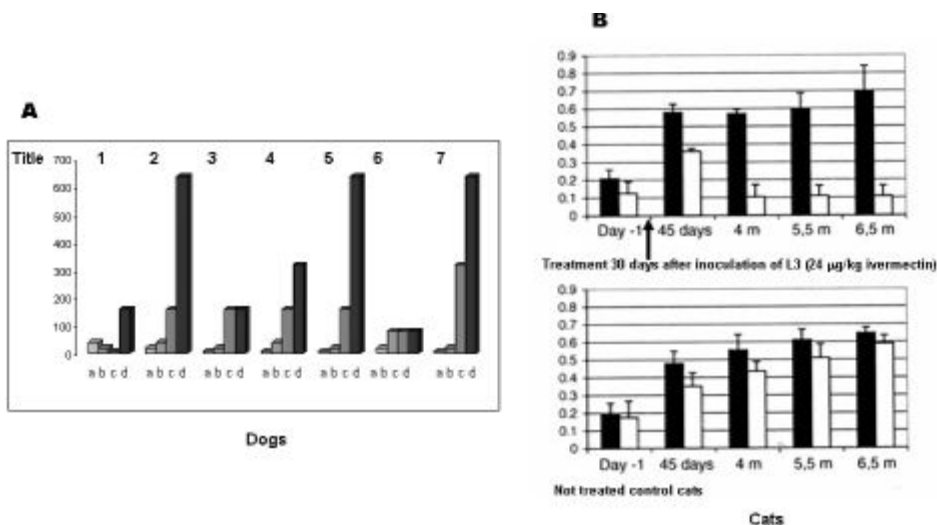 A
Title 1 2 3 4 5 6 7
700
600
500
400
300
200
100
0
a b c d a b c d a b c d a b c d a b c d a b c d a b c d
Dogs
B
0.9
0.8
0.7
0.6
0.5
0.4
0.3
0.2
0.1
0
Day -1 45 days 4 m 5,5 m 6,5 m
Treatment 30 days after inoculation of L3 (24 µg/kg ivermectin)
0.9
0.8
0.7
0.6
0.5
0.4
0.3
0.2
0.1
0
Day -1 45 days 4 m 5,5 m 6,5 m
Not treated control cats
Cats